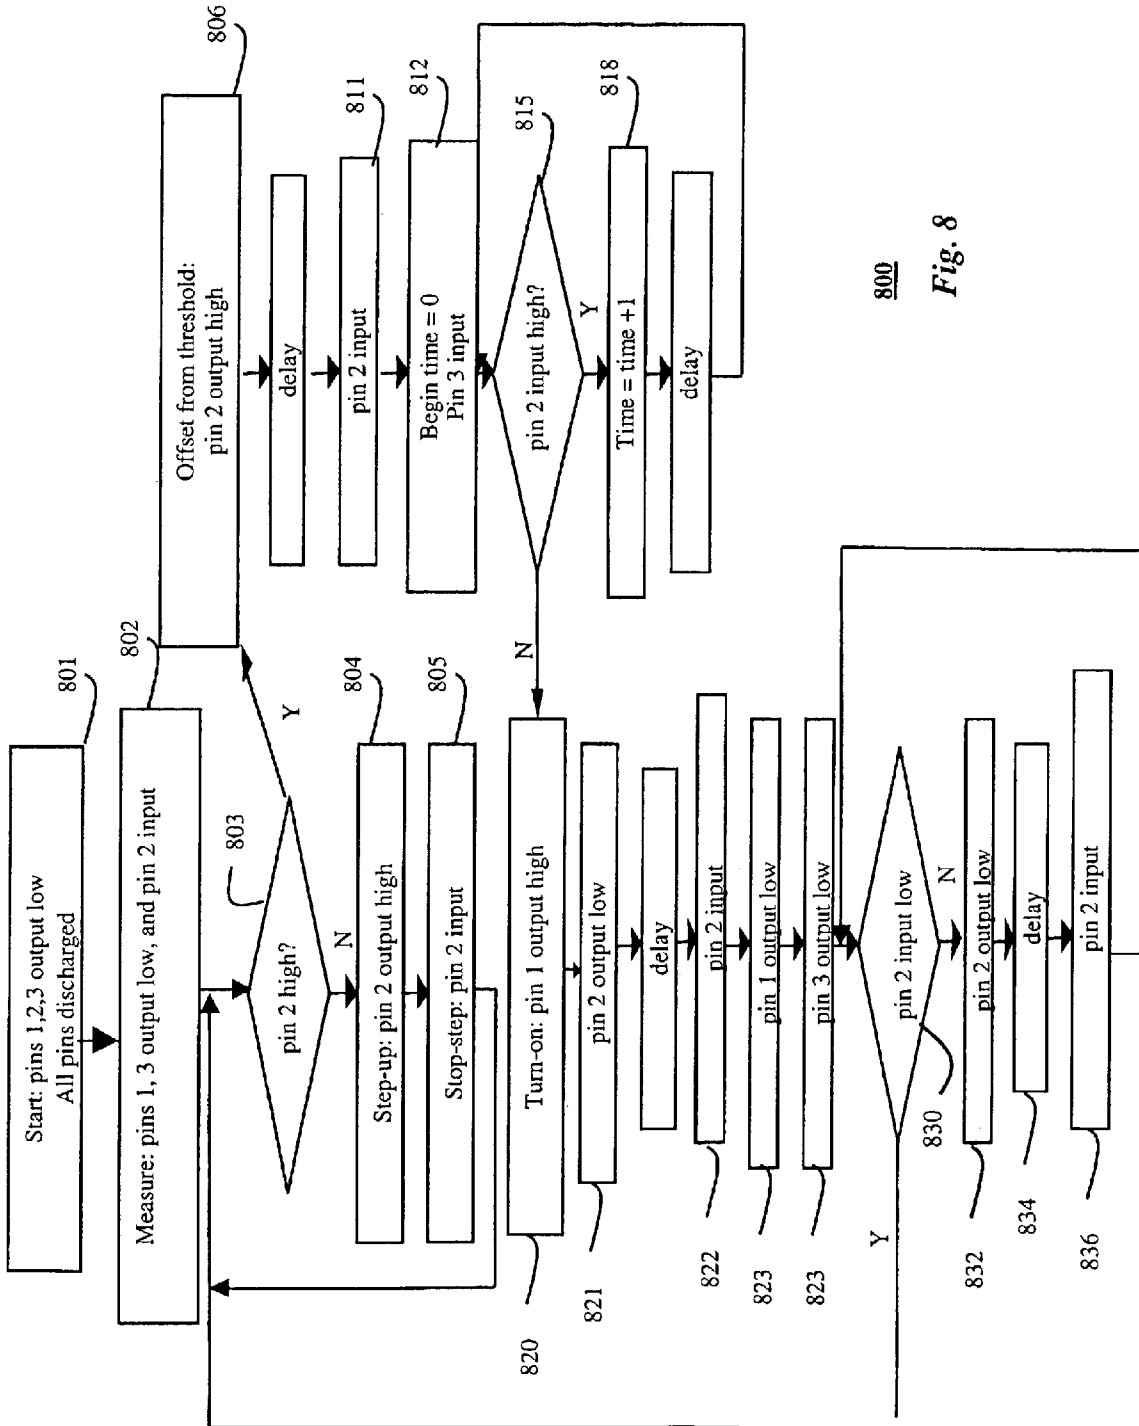 801
Start: pins 1,2,3 output low
All pins discharged
802
Measure: pins 1, 3 output low, and pin 2 input
803
pin 2 high?
Y
N
804
Step-up: pin 2 output high
805
Stop-step: pin 2 input
806
Offset from threshold:
pin 2 output high
delay
811
pin 2 input
812
Begin time = 0
Pin 3 input
815
pin 2 input high?
N
Y
818
Time = time +1
delay
820
Turn-on: pin 1 output high
821
pin 2 output low
delay
822
pin 2 input
823
pin 1 output low
823
pin 3 output low
830
pin 2 input low
Y
N
832
pin 2 output low
834
delay
836
pin 2 input
800
Fig. 8